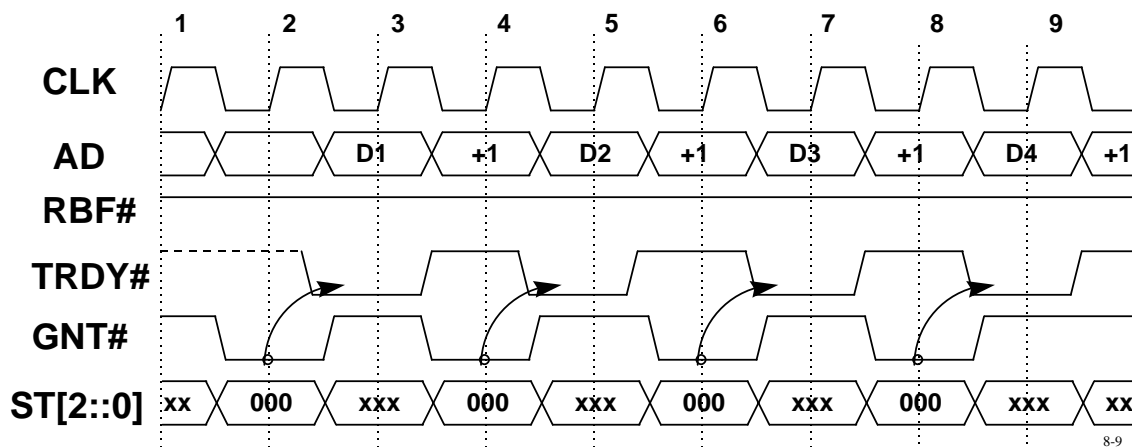 1 2 3 4 5 6 7 8 9
CLK
AD D1 +1 D2 +1 D3 +1 D4 +1
RBF#
TRDY#
GNT#
ST[2::0] xx 000 xxx 000 xxx 000 xxx 000 xxx xx
8-9